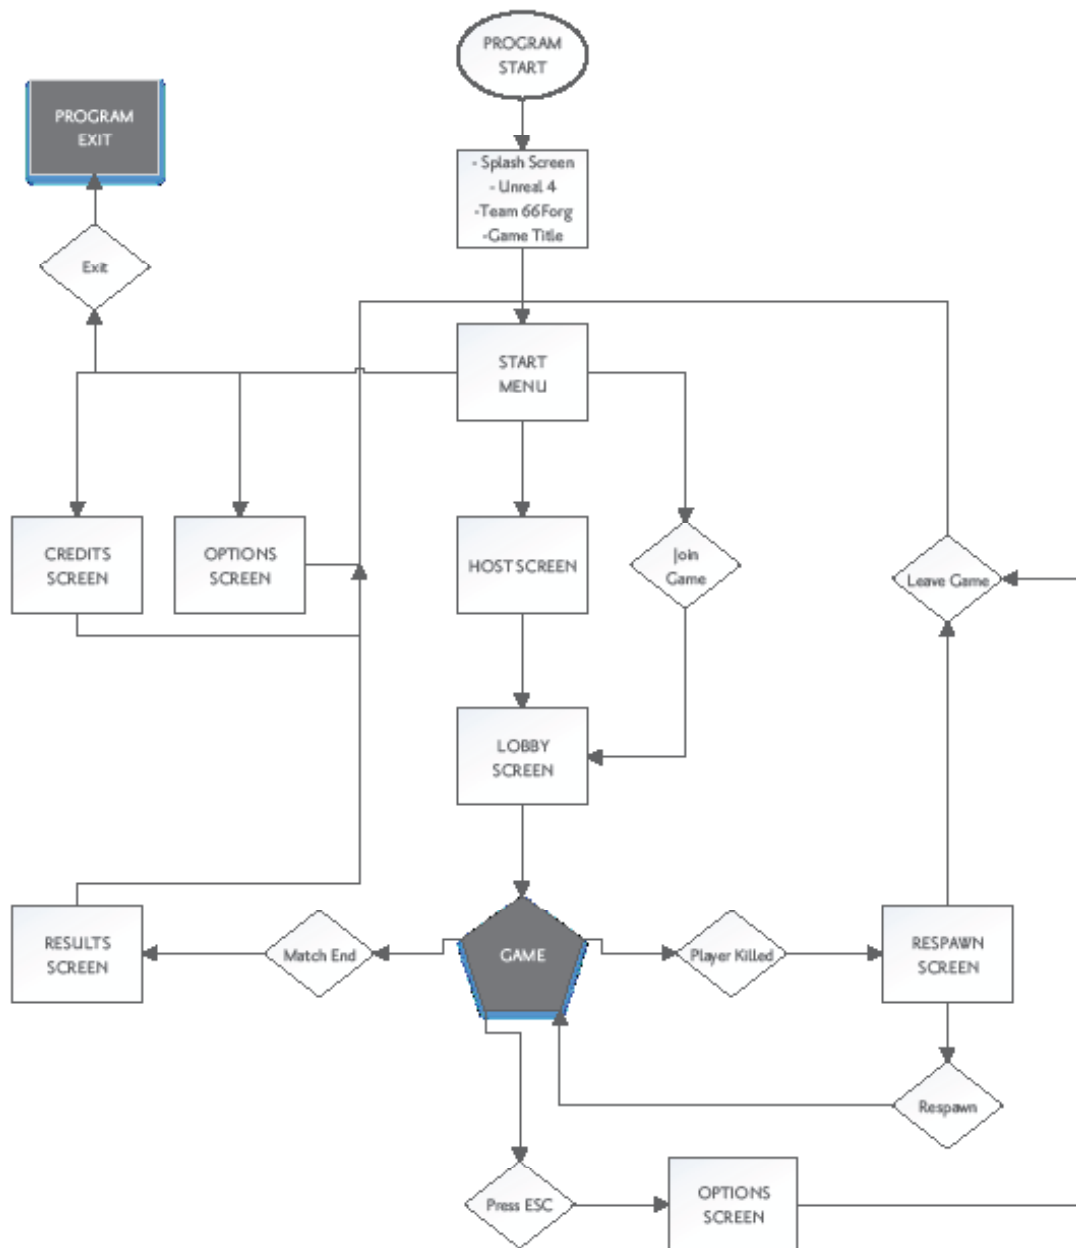 PROGRAM
START
PROGRAM
EXIT
- Splash Screen
- Unreal 4
-Team 66Forg
-Game Title
Exit
START
MENU
CREDITS
SCREEN
OPTIONS
SCREEN
HOST SCREEN
Join
Game
Leave Game
LOBBY
SCREEN
RESULTS
SCREEN
Match End
GAME
Player Killed
RESPAWN
SCREEN
Respawn
Press ESC
OPTIONS
SCREEN